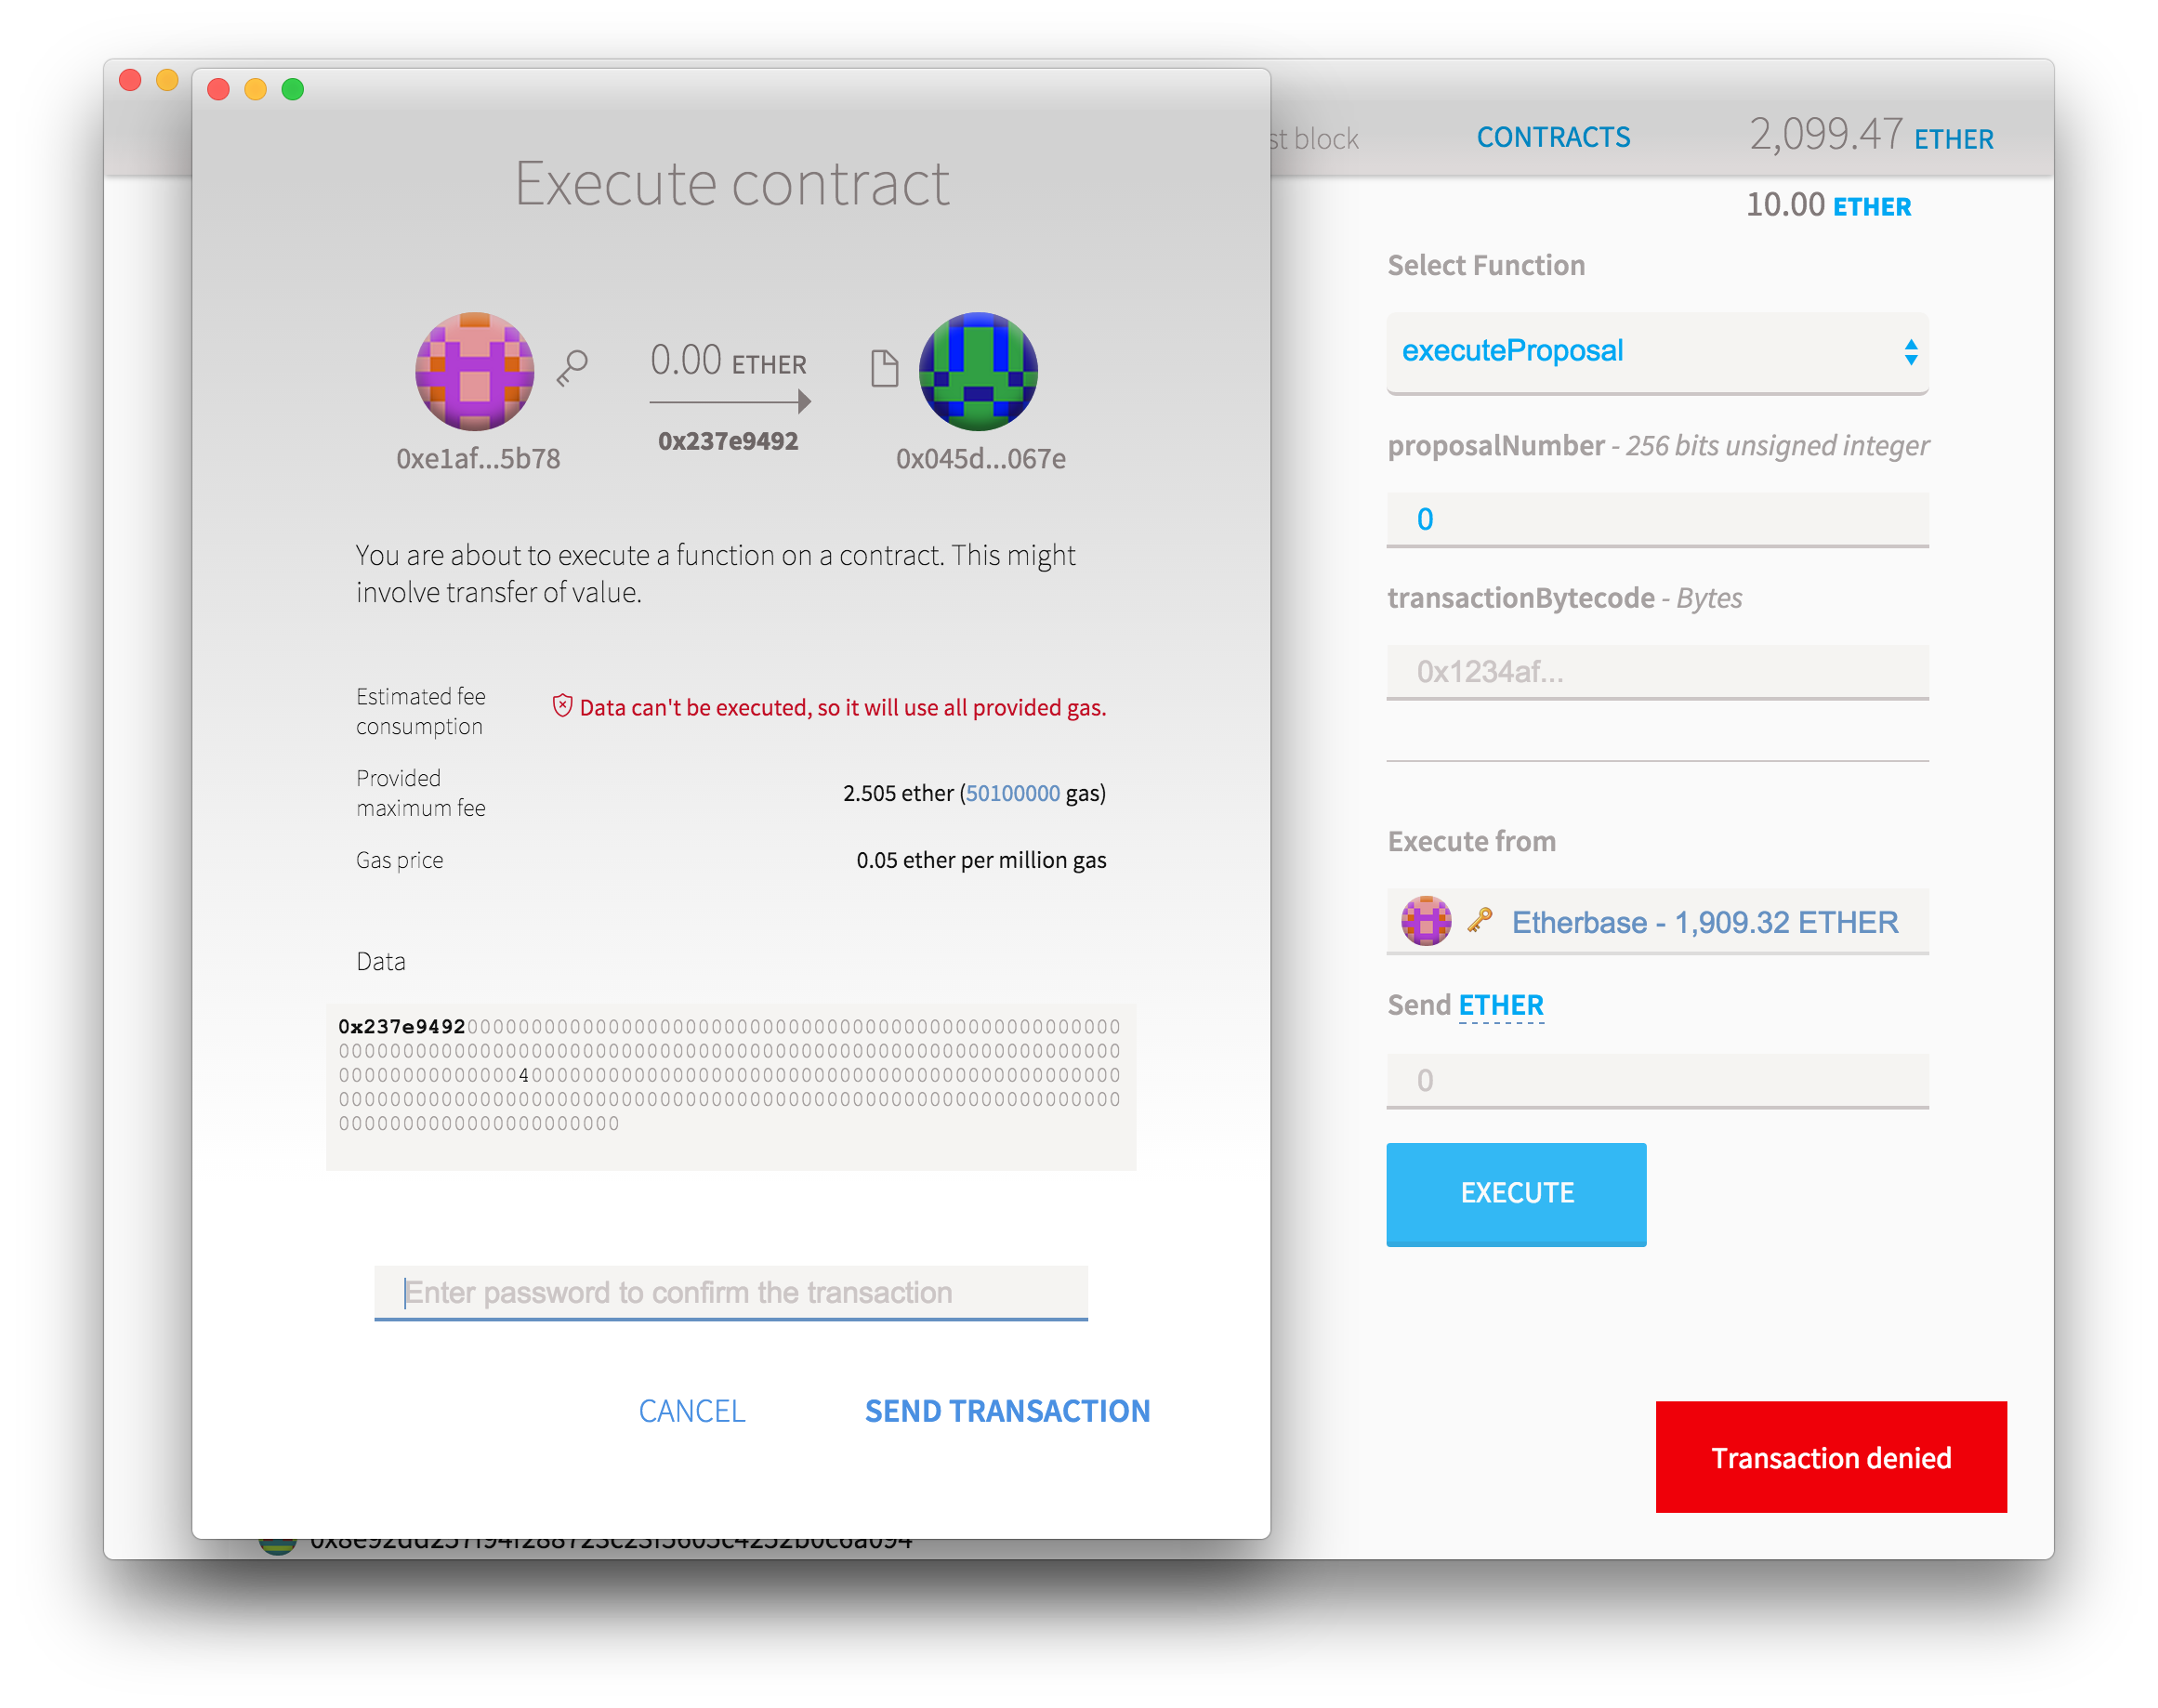 Execute contract
0.00 ETHER
0x237e9492
0xe1af...5b78
0x045d...067e
You are about to execute a function on a contract. This might
involve transfer of value.
Estimated fee
consumption
Data can't be executed, so it will use all provided gas.
Provided
maximum fee
2.505 ether (50100000 gas)
Gas price
0.05 ether per million gas
Data
0x237e9492000000000000000000000000000000000000000000000000000
0000000000000000000000000000000000000000000000000000000000000
0000000000000040000000000000000000000000000000000000000000000
0000000000000000000000000000000000000000000000000000000000000
0000000000000000000000
Enter password to confirm the transaction
CANCEL
SEND TRANSACTION
block
CONTRACTS
2,099.47 ETHER
10.00 ETHER
Select Function
executeProposal
proposalNumber - 256 bits unsigned integer
0
transactionBytecode - Bytes
0x1234af...
Execute from
Etherbase - 1,909.32 ETHER
Send ETHER
0
EXECUTE
Transaction denied